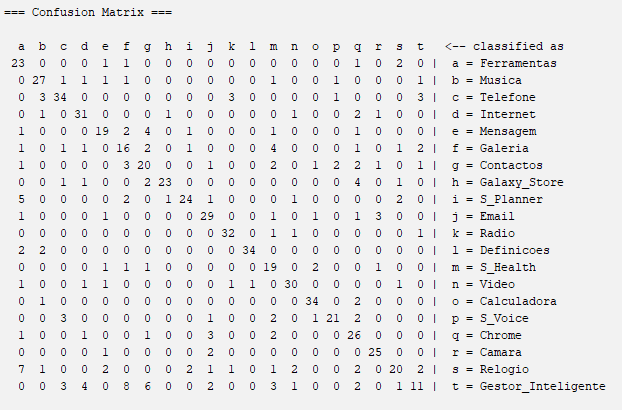 === Confusion Matrix ===
a b c d e f g h i j k l m n o p q r s t <-- classified as
23 0 0 0 1 1 0 0 0 0 0 0 0 0 0 0 1 0 2 0 | a = Ferramentas
0 27 1 1 1 1 0 0 0 0 0 0 1 0 0 1 0 0 0 1 | b = Musica
0 3 34 0 0 0 0 0 0 0 3 0 0 0 0 1 0 0 0 3 | c = Telefone
0 1 0 31 0 0 0 1 0 0 0 0 0 1 0 0 2 1 0 0 | d = Internet
1 0 0 0 19 2 4 0 1 0 0 0 1 0 0 0 1 0 0 0 | e = Mensagem
1 0 1 1 0 16 2 0 1 0 0 0 4 0 0 0 1 0 1 2 | f = Galeria
1 0 0 0 0 3 20 0 0 1 0 0 2 0 1 2 2 1 0 1 | g = Contactos
0 0 1 1 0 0 2 23 0 0 0 0 0 0 0 0 4 0 1 0 | h = Galaxy_Store
5 0 0 0 0 2 0 1 24 1 0 0 0 1 0 0 0 0 2 0 | i = S_Planner
1 0 0 0 1 0 0 0 0 29 0 0 1 0 1 0 1 3 0 0 | j = Email
0 0 0 0 0 0 0 0 0 0 32 0 1 1 0 0 0 0 0 1 | k = Radio
2 2 0 0 0 0 0 0 0 0 0 34 0 0 0 0 0 0 0 0 | l = Definicoes
0 0 0 0 1 1 1 0 0 0 0 0 19 0 2 0 0 1 0 0 | m = S_Health
1 0 0 1 1 0 0 0 0 0 1 1 0 30 0 0 0 0 1 0 | n = Video
0 1 0 0 0 0 0 0 0 0 0 0 0 0 34 0 2 0 0 0 | o = Calculadora
0 0 3 0 0 0 0 0 0 1 0 0 2 0 1 21 2 0 0 0 | p = S_Voice
1 0 0 1 0 0 1 0 0 3 0 0 2 0 0 0 26 0 0 0 | q = Chrome
0 0 0 0 1 0 0 0 0 2 0 0 0 0 0 0 0 25 0 0 | r = Camara
7 1 0 0 2 0 0 0 2 1 1 0 1 2 0 0 2 0 20 2 | s = Relogio
0 0 3 4 0 8 6 0 0 2 0 0 3 1 0 0 2 0 1 11 | t = Gestor_Inteligente